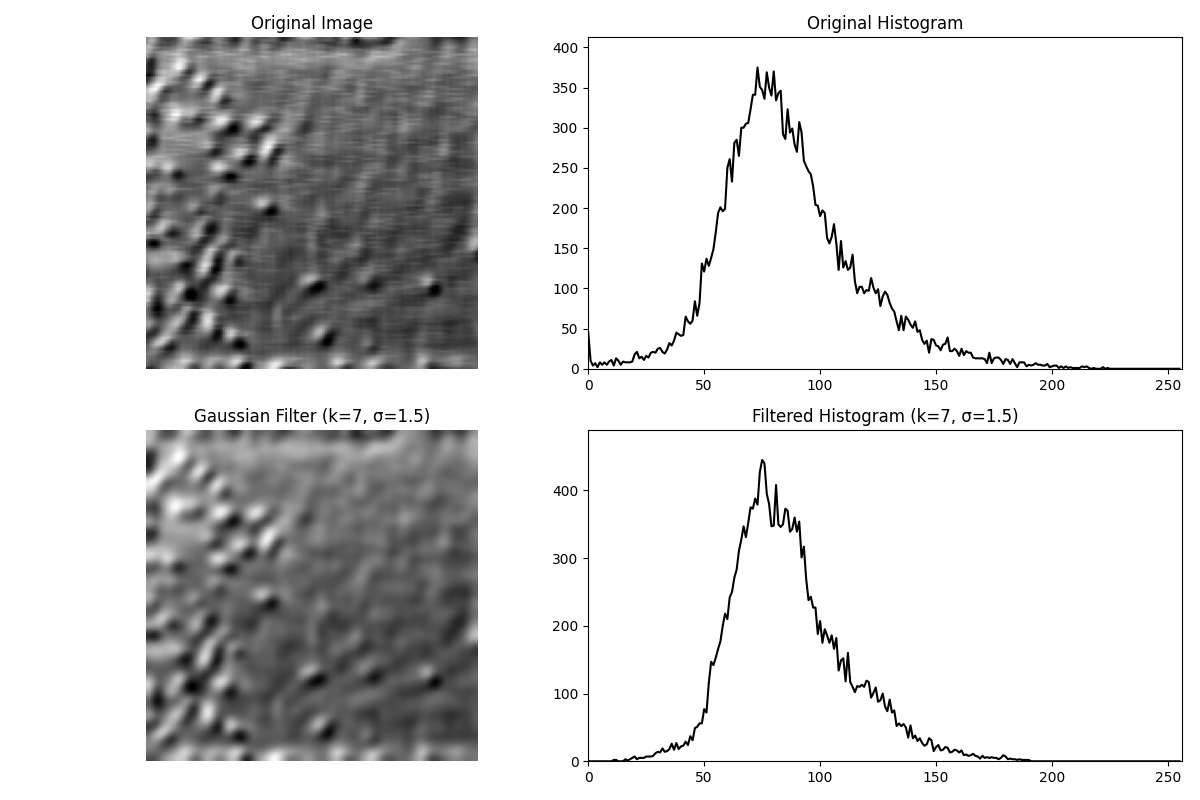 Original Image
Original Histogram
400
350
300
250
200
150
100
50
0
0 50 100 150 200 250
Gaussian Filter (k=7, σ=1.5)
Filtered Histogram (k=7, σ=1.5)
400
300
200
100
0
0 50 100 150 200 250